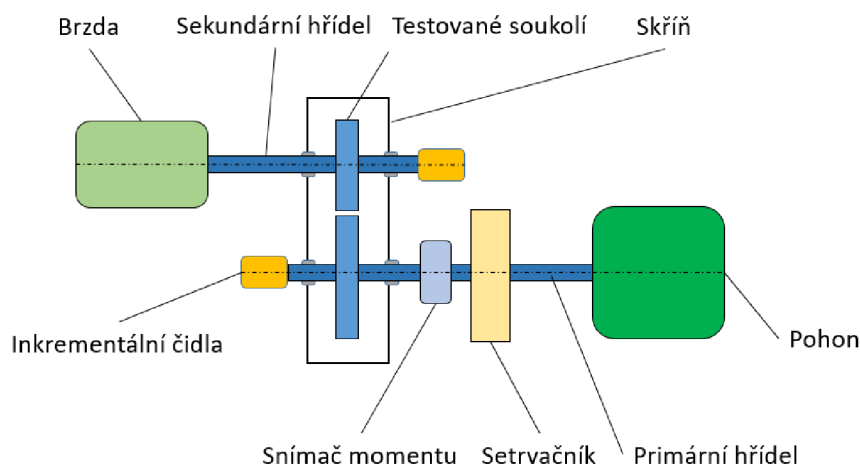 Brzda
Sekundární hřídel
Testované soukolí
Skříň
Inkrementální čidla
Pohon
Snímač momentu
Setrvačník
Primární hřídel